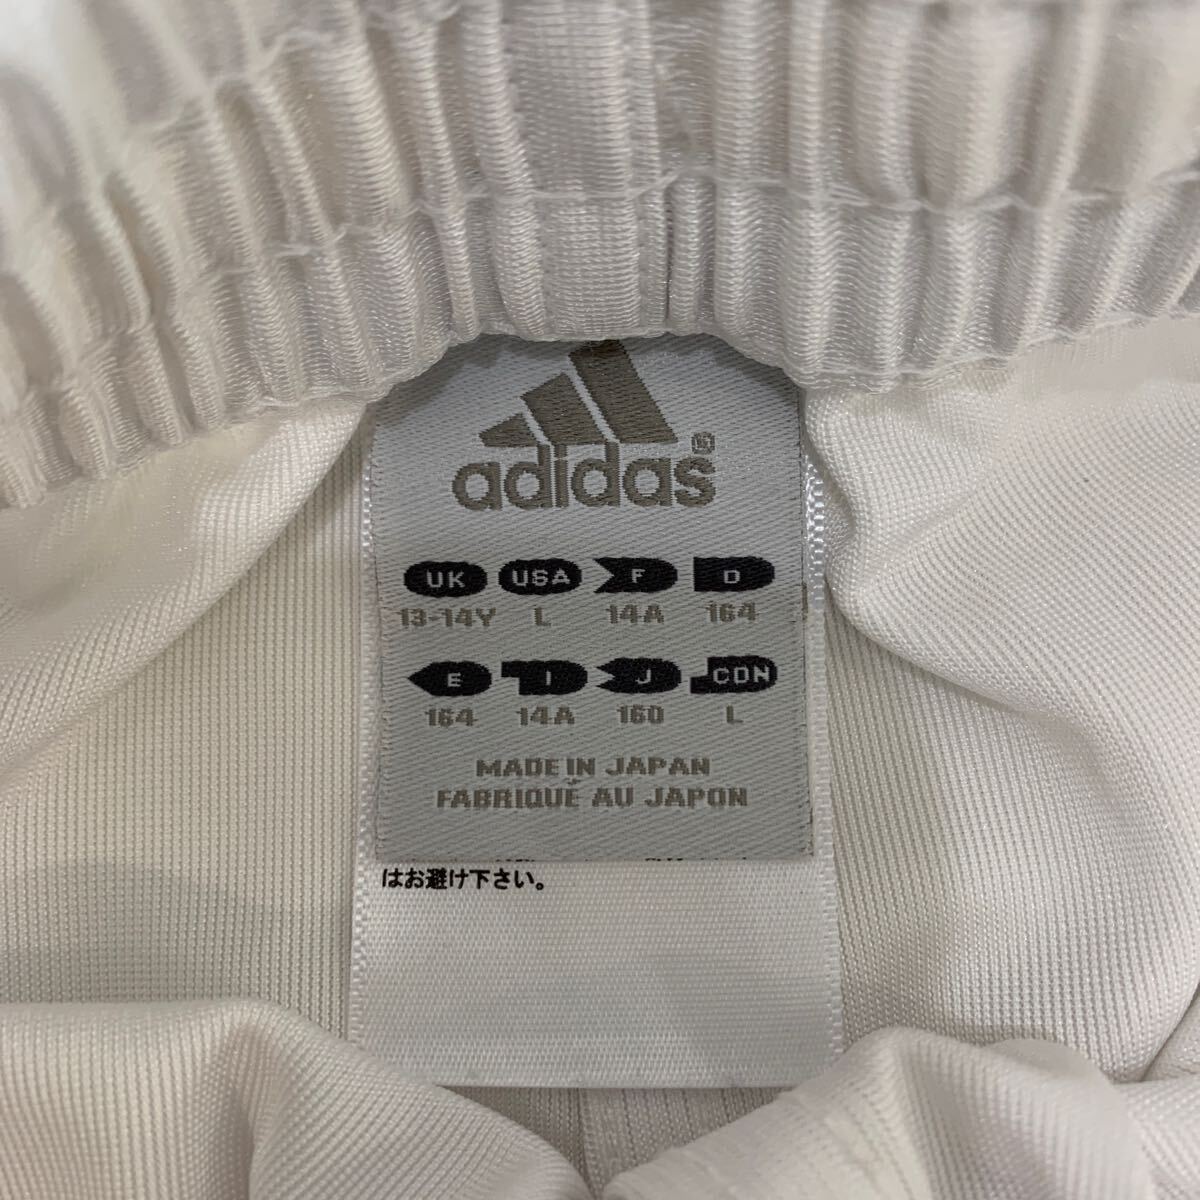 adidas®
UK USA F D
13-14Y L 14A 164
E I J CDN
164 14A 160 L
MADE IN JAPAN
FABRIQUÉ AU JAPON
はお避け下さい。